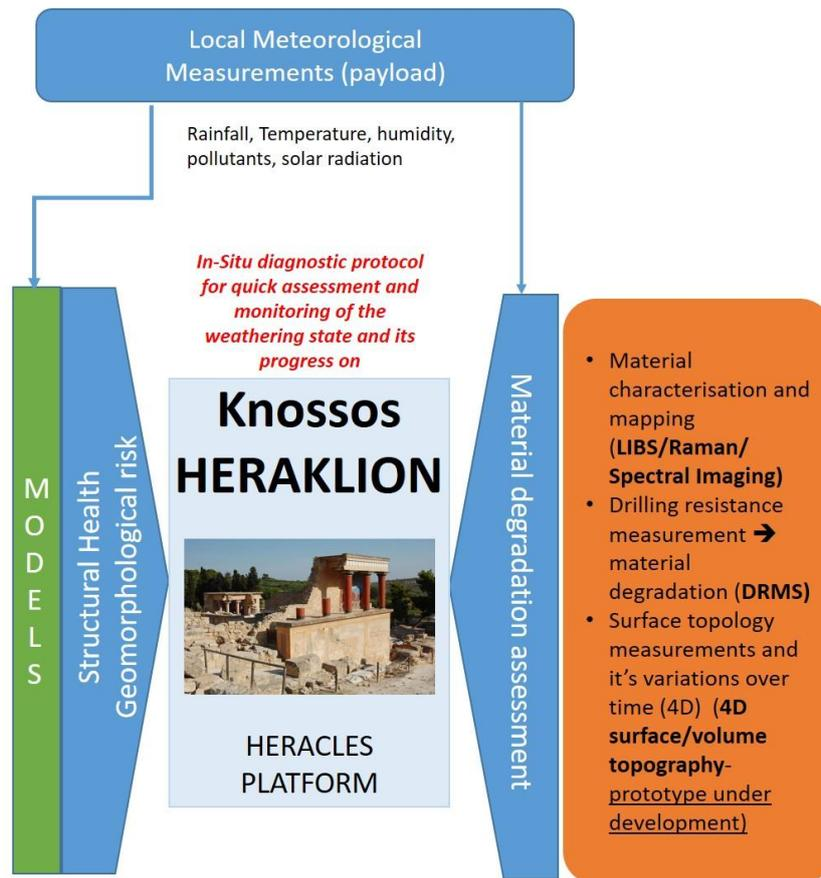 Local Meteorological
Measurements (payload)
Rainfall, Temperature, humidity,
pollutants, solar radiation
In-Situ diagnostic protocol
for quick assessment and
monitoring of the
weathering state and its
progress on
Knossos
HERAKLION
HERACLES
PLATFORM
MODELS
Structural Health
Geomorphological risk
Material degradation assessment
• Material
characterisation and
mapping
(LIBS/Raman/
Spectral Imaging)
• Drilling resistance
measurement ➔
material
degradation (DRMS)
• Surface topology
measurements and
it's variations over
time (4D) (4D
surface/volume
topography-
prototype under
development)